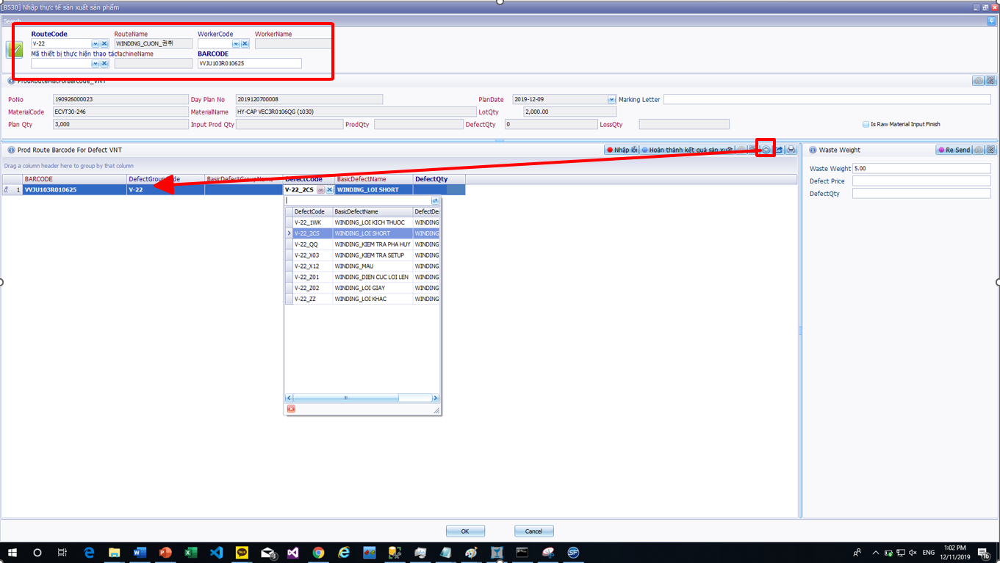 [B530] Nhập thực tế sản xuất sản phẩm
Search
RouteCode RouteName WorkerCode WorkerName
V-22 WINDING_CUON_권취
Mã thiết bị thực hiện thao tác MachineName BARCODE
VVJU103R010625
ProdRouteHistForBarcode_VNT
PoNo 190926000023 Day Plan No 2019120700008 PlanDate 2019-12-09 Marking Letter
MaterialCode ECVT30-246 MaterialName HY-CAP VEC3R0106QG (1030) LotQty 2,000.00
Plan Qty 3,000 Input Prod Qty ProdQty DefectQty 0 LossQty Is Raw Material Input Finish
Prod Route Barcode For Defect VNT Nhập lỗi Hoàn thành kết quả sản xuất Waste Weight Re Send
Drag a column header here to group by that column
Waste Weight 5.00
Defect Price
DefectQty
BARCODE DefectGroupCode BasicDefectGroupName DefectCode BasicDefectName DefectQty
1 VVJU103R010625 V-22 V-22_2CS WINDING_LOI SHORT
DefectCode BasicDefectName DefectDes
V-22_1WK WINDING_LOI KICH THUOC WINDING
V-22_2CS WINDING_LOI SHORT WINDING
V-22_QQ WINDING_KIEM TRA PHA HUY WINDING
V-22_X03 WINDING_KIEM TRA SETUP WINDING
V-22_X12 WINDING_MAU WINDING
V-22_Z01 WINDING_DIEN CUC LOI LEN WINDING
V-22_Z02 WINDING_LOI GIAY WINDING
V-22_ZZ WINDING_LOI KHAC WINDING
OK Cancel
ENG 1:02 PM
12/11/2019
16